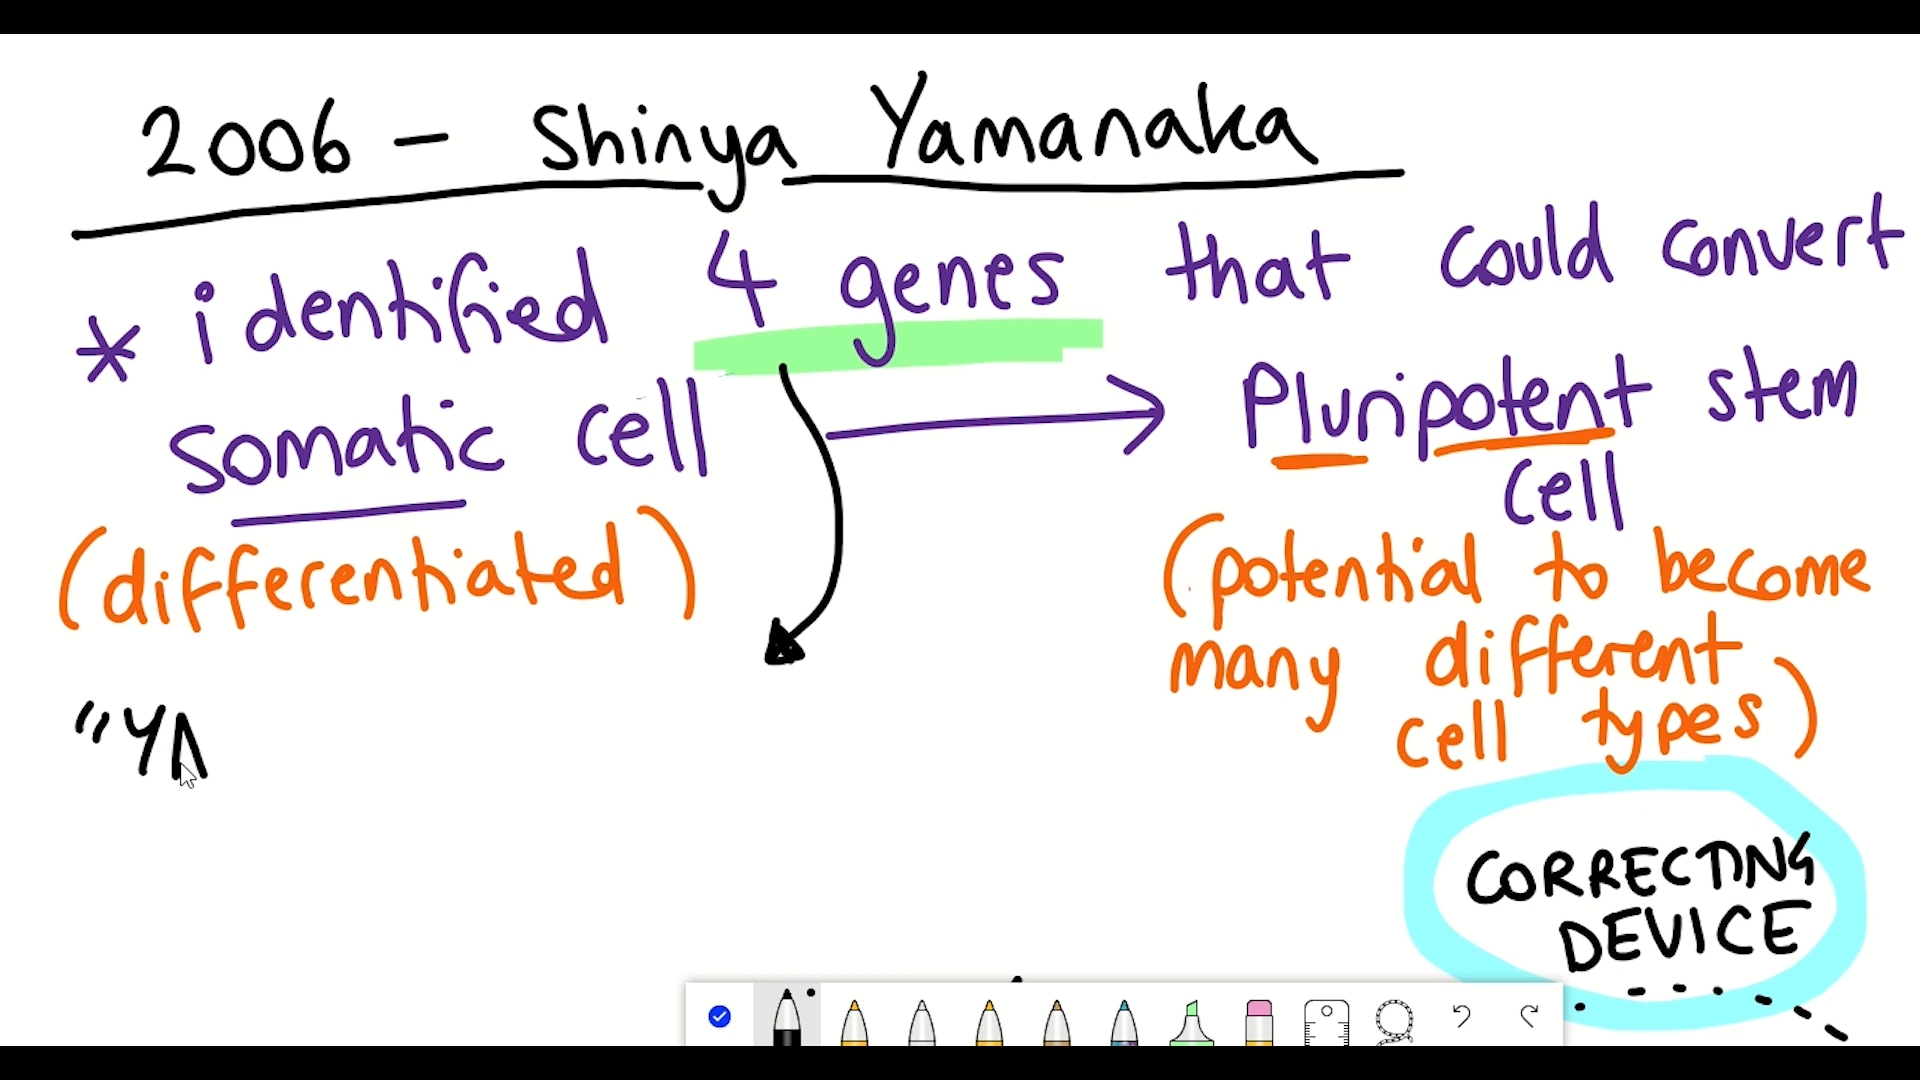 2006 - Shinya Yamanaka
* identified 4 genes that could convert
somatic cell → Pluripotent stem
cell
(differentiated)
(potential to become
many different
cell types)
"YA
CORRECTING
DEVICE